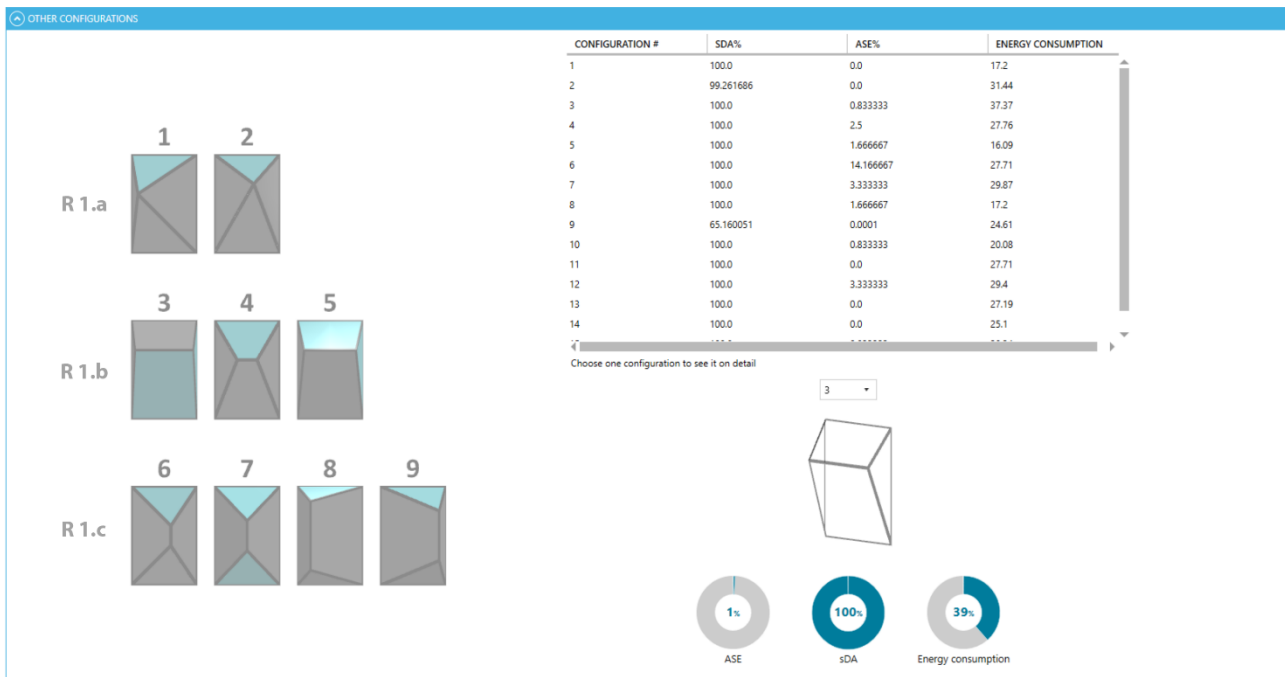 OTHER CONFIGURATIONS
CONFIGURATION # SDA% ASE% ENERGY CONSUMPTION
1 100.0 0.0 17.2
2 99.261686 0.0 31.44
3 100.0 0.833333 37.37
4 100.0 2.5 27.76
5 100.0 1.666667 16.09
6 100.0 14.166667 27.71
7 100.0 3.333333 29.87
8 100.0 1.666667 17.2
9 65.160051 0.0001 24.61
10 100.0 0.833333 20.08
11 100.0 0.0 27.71
12 100.0 3.333333 29.4
13 100.0 0.0 27.19
14 100.0 0.0 25.1
Choose one configuration to see it on detail
3
1 2
R 1.a
3 4 5
R 1.b
6 7 8 9
R 1.c
1% 100% 39%
ASE sDA Energy consumption